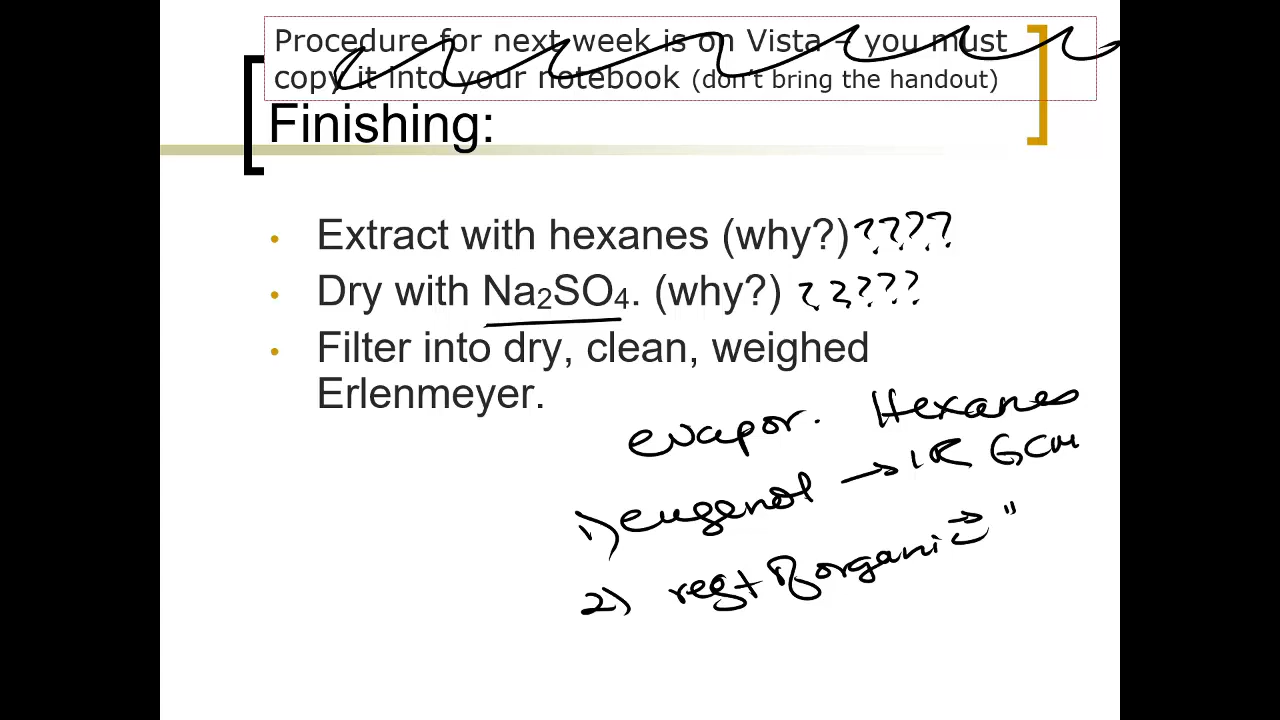 Procedure for next week is on Vista – you must
copy it into your notebook (don't bring the handout)
Finishing:
• Extract with hexanes (why?) ????
• Dry with Na2SO4. (why?) ?????
• Filter into dry, clean, weighed
Erlenmeyer.
evapor. Hexanes
1) eugenol → IR GCM
2) rest of organic → "